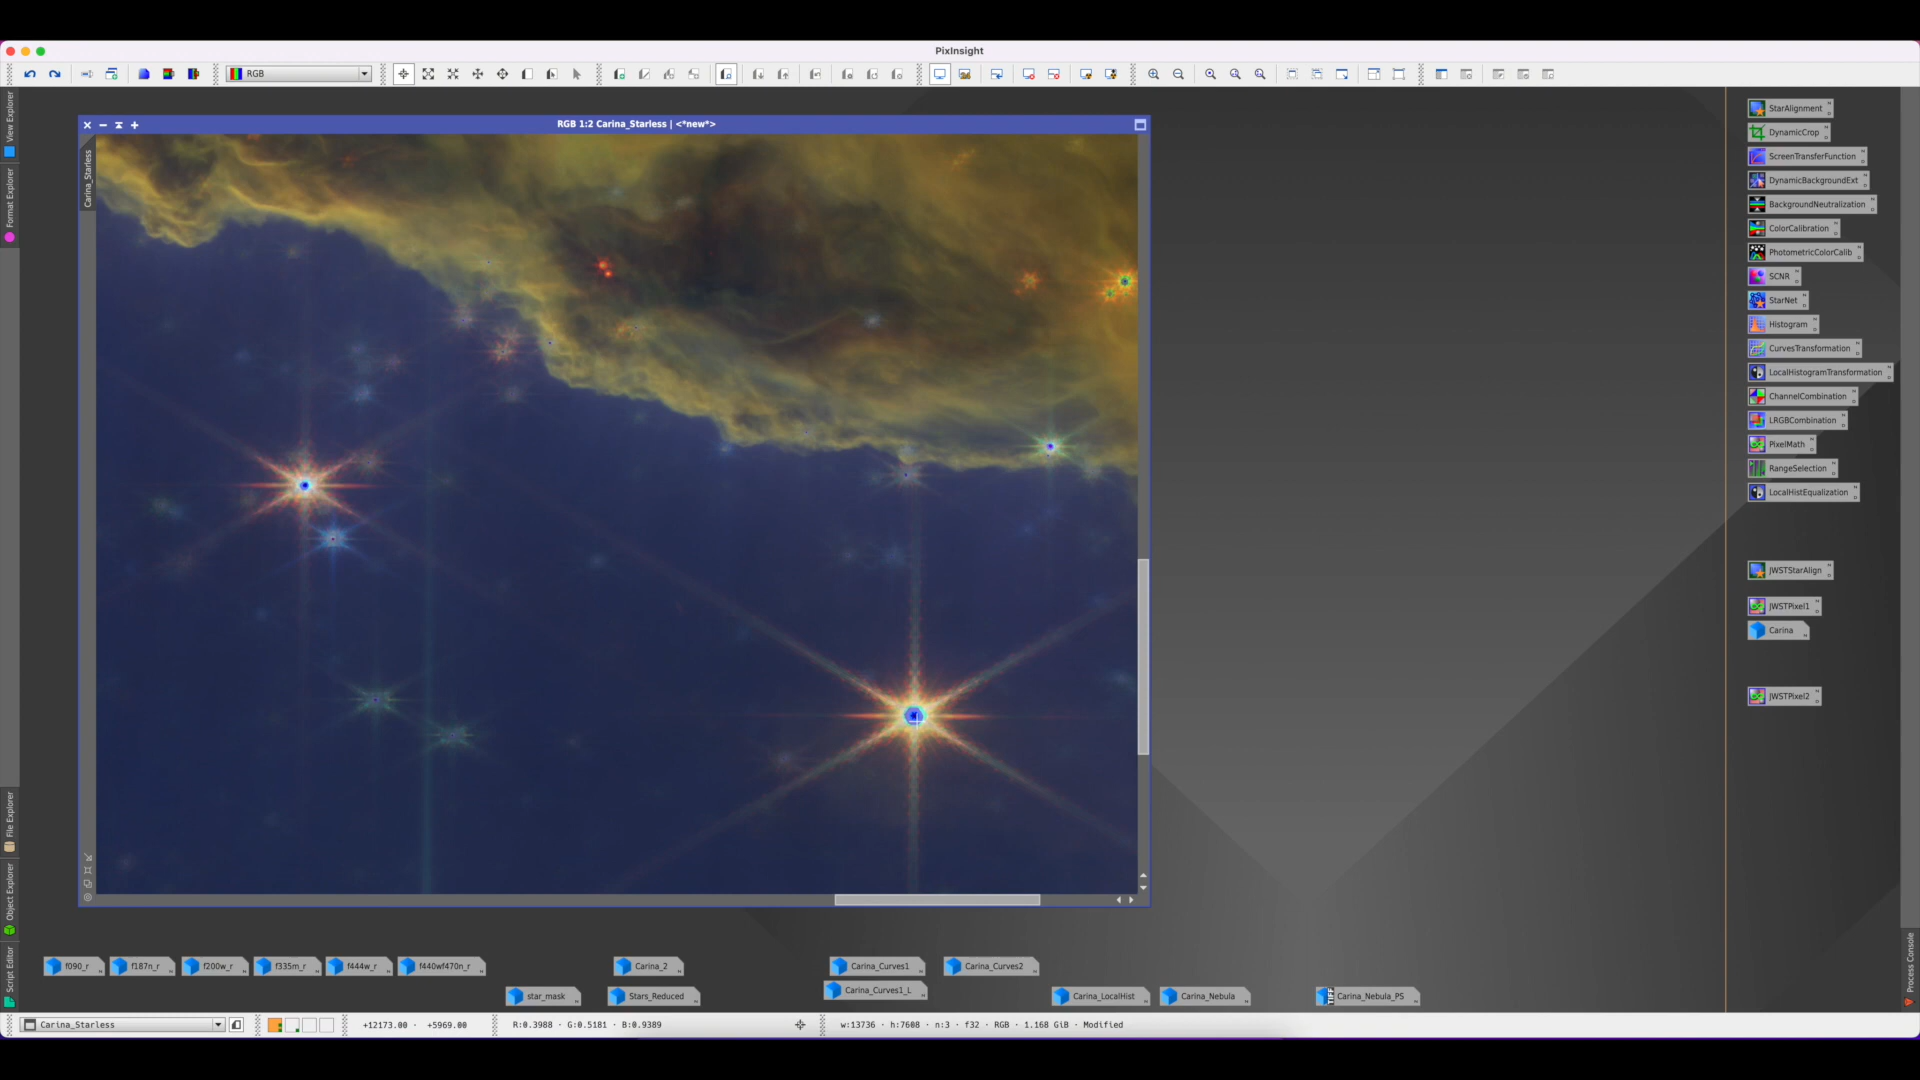 PixInsight
RGB
View Explorer
Format Explorer
File Explorer
Object Explorer
Script Editor
Process Console
RGB 1:2 Carina_Starless | <*new*>
Carina_Starless
StarAlignment
DynamicCrop
ScreenTransferFunction
DynamicBackgroundExt
BackgroundNeutralization
ColorCalibration
PhotometricColorCalib
SCNR
StarNet
Histogram
CurvesTransformation
LocalHistogramTransformation
ChannelCombination
LRGBCombination
PixelMath
RangeSelection
LocalHistEqualization
JWSTStarAlign
JWSTPixel1
Carina
JWSTPixel2
f090_r
f187n_r
f200w_r
f335m_r
f444w_r
f440wf470n_r
Carina_2
Carina_Curves1
Carina_Curves2
Carina_Curves1_L
star_mask
Stars_Reduced
Carina_LocalHist
Carina_Nebula
Carina_Nebula_PS
Carina_Starless
+12173.00 · +5969.00
R:0.3988 · G:0.5181 · B:0.9389
w:13736 · h:7608 · n:3 · f32 · RGB · 1.168 GiB · Modified